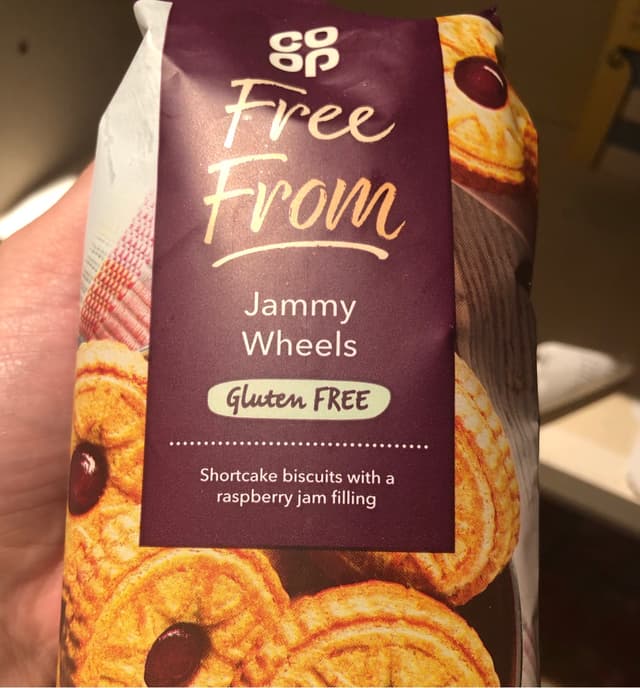 CO
OP
Free
From
Jammy
Wheels
Gluten FREE
Shortcake biscuits with a
raspberry jam filling